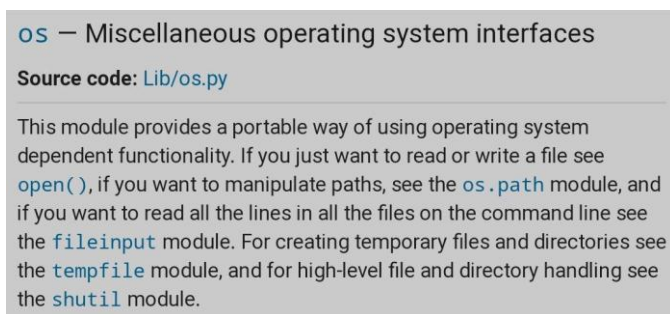 os — Miscellaneous operating system interfaces
Source code: Lib/os.py
This module provides a portable way of using operating system
dependent functionality. If you just want to read or write a file see
open(), if you want to manipulate paths, see the os.path module, and
if you want to read all the lines in all the files on the command line see
the fileinput module. For creating temporary files and directories see
the tempfile module, and for high-level file and directory handling see
the shutil module.